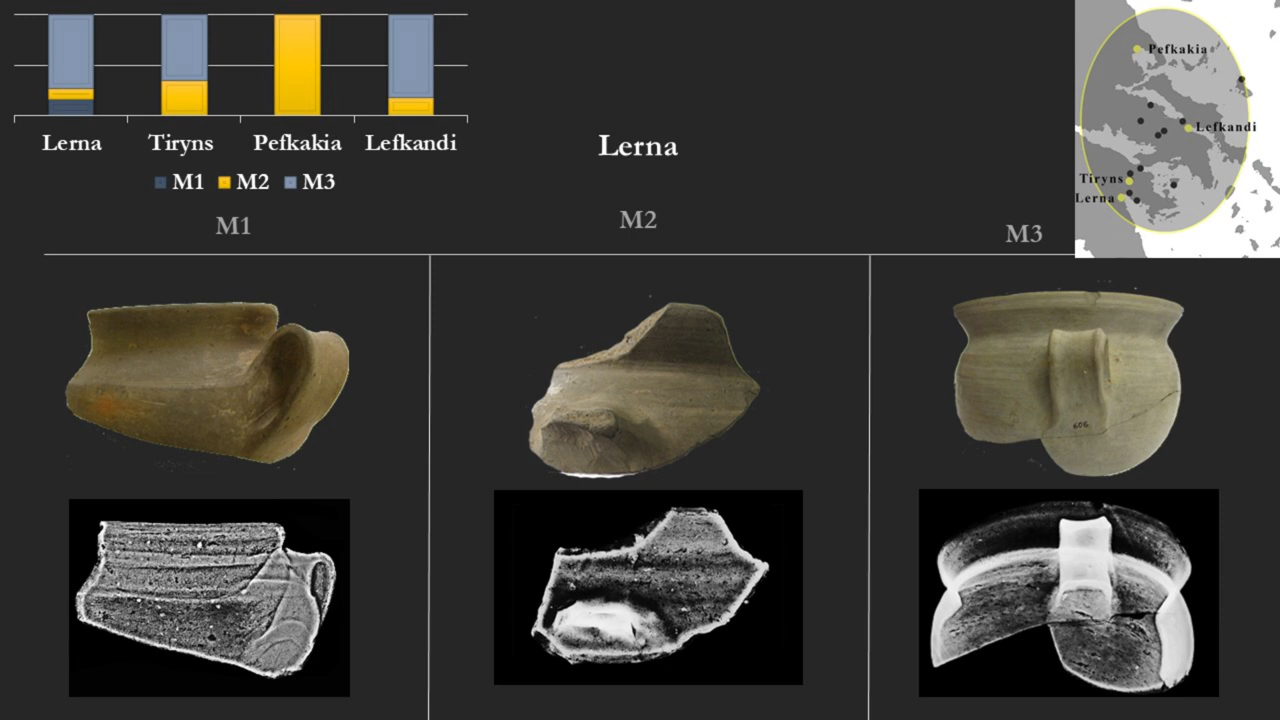 Lerna Tiryns Pefkakia Lefkandi
M1 M2 M3
Lerna
M1
M2
M3
Pefkakia
Lefkandi
Tiryns
Lerna
606